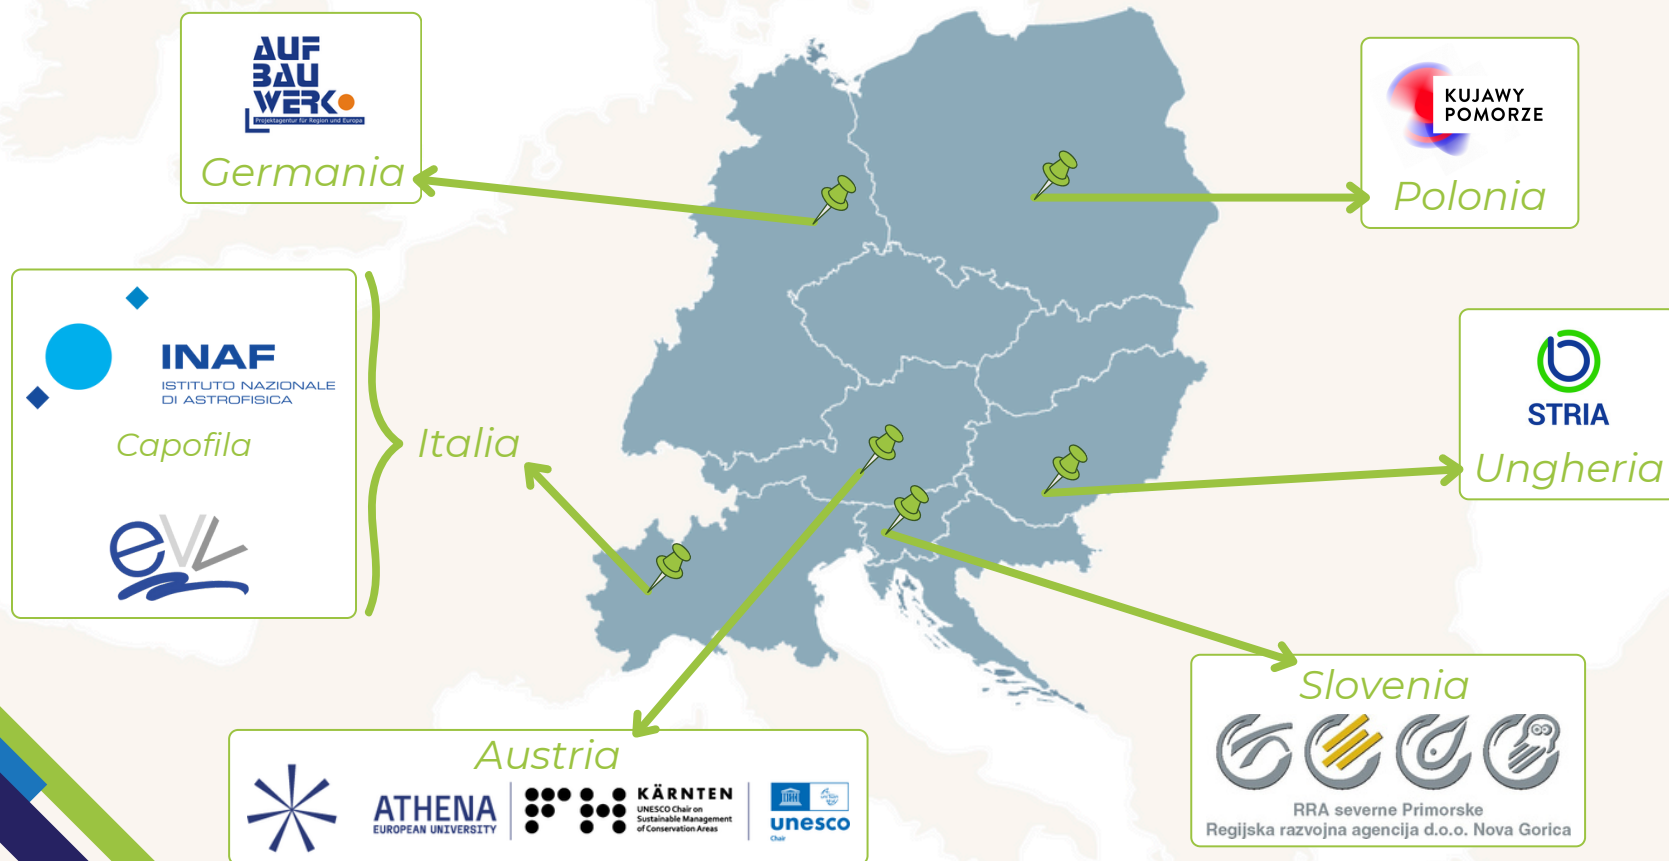 AUF
BAU
WERK
Projektagentur für Region und Europa
Germania
KUJAWY
POMORZE
Polonia
INAF
ISTITUTO NAZIONALE
DI ASTROFISICA
Capofila
evv
Italia
STRIA
Ungheria
Austria
ATHENA
EUROPEAN UNIVERSITY
FH
KÄRNTEN
UNESCO Chair on
Sustainable Management
of Conservation Areas
unesco
Chair
Slovenia
RRA severne Primorske
Regijska razvojna agencija d.o.o. Nova Gorica